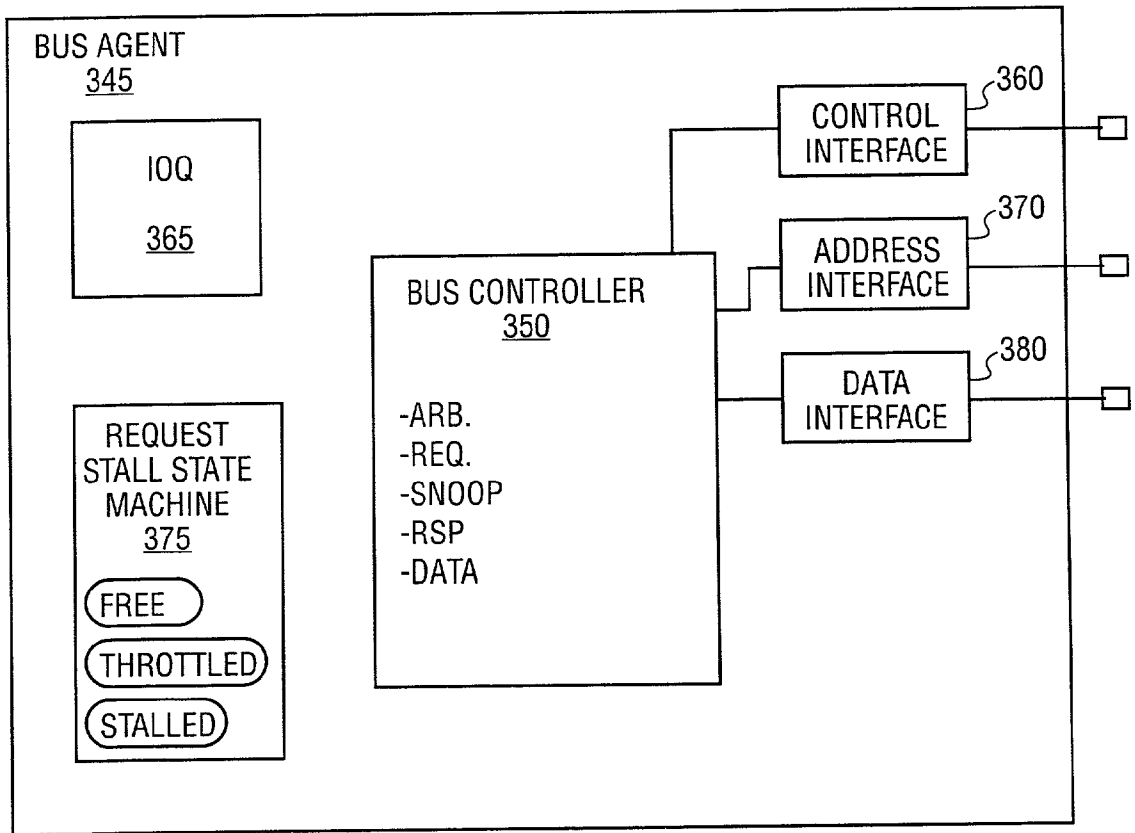 BUS AGENT
345
IOQ
365
REQUEST
STALL STATE
MACHINE
375
FREE
THROTTLED
STALLED
BUS CONTROLLER
350
-ARB.
-REQ.
-SNOOP
-RSP
-DATA
CONTROL
INTERFACE
360
ADDRESS
INTERFACE
370
DATA
INTERFACE
380